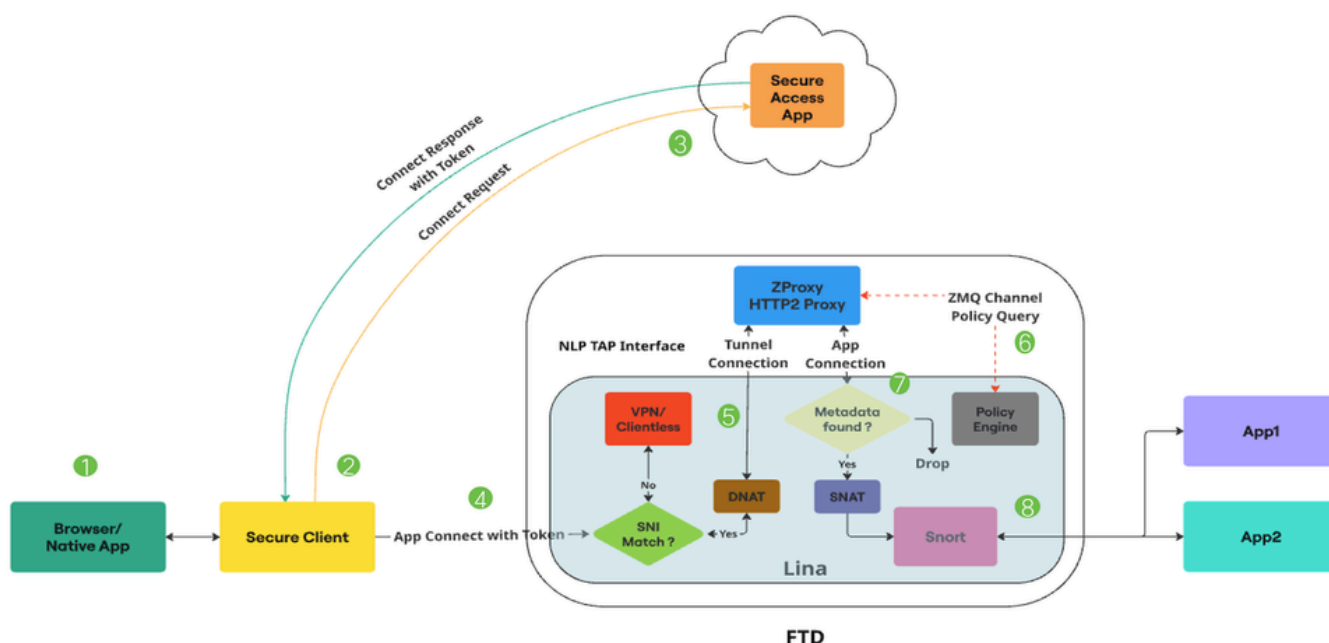 Secure
Access
App
Connect Response
with Token
3
Connect Request
ZProxy
HTTP2 Proxy
ZMQ Channel
Policy Query
6
NLP TAP Interface
Tunnel
Connection
App
Connection
7
VPN/
Clientless
5
Metadata
found ?
Policy
Engine
App1
Drop
1
2
4
No
Yes
DNAT
SNAT
8
Browser/
Native App
Secure Client
App Connect with Token
SNI
Match ?
Yes
Snort
App2
Lina
FTD